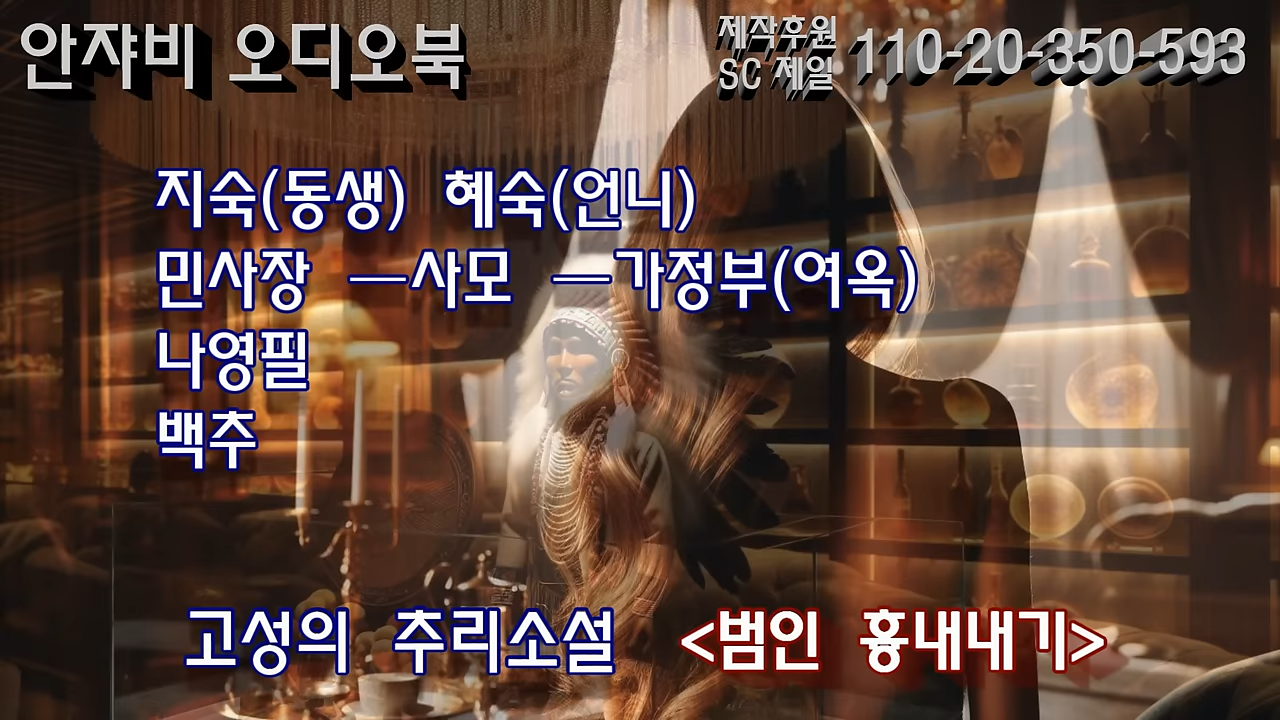 안쟈비 오디오북
제작후원
SC 제일
110-20-350-593
지숙(동생) 혜숙(언니)
민사장 —사모 —가정부(여옥)
나영필
백추
고성의 추리소설 <범인 흉내내기>